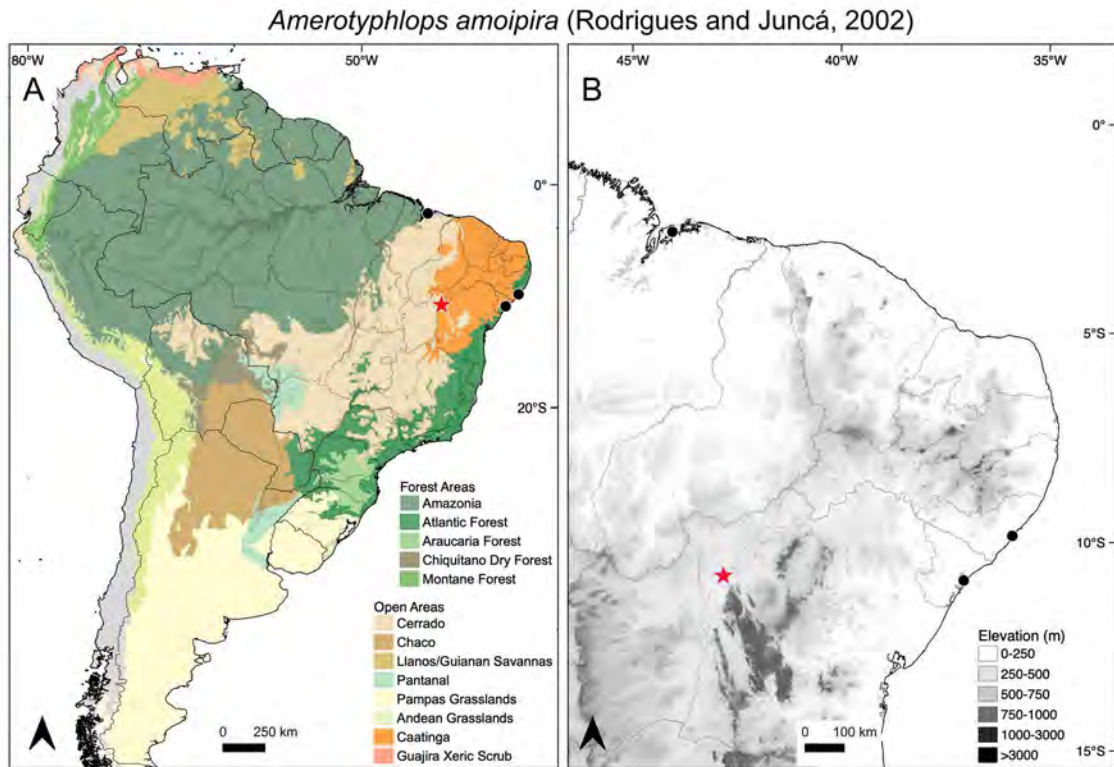 Amerotyphlops amoipira (Rodrigues and Juncá, 2002)
80°W
50°W
A
0°
20°S
Forest Areas
Amazonia
Atlantic Forest
Araucaria Forest
Chiquitano Dry Forest
Montane Forest
Open Areas
Cerrado
Chaco
Llanos/Guianan Savannas
Pantanal
Pampas Grasslands
Andean Grasslands
Caatinga
Guajira Xeric Scrub
0 250 km
45°W
40°W
35°W
B
0°
5°S
10°S
15°S
Elevation (m)
0-250
250-500
500-750
750-1000
1000-3000
>3000
0 100 km